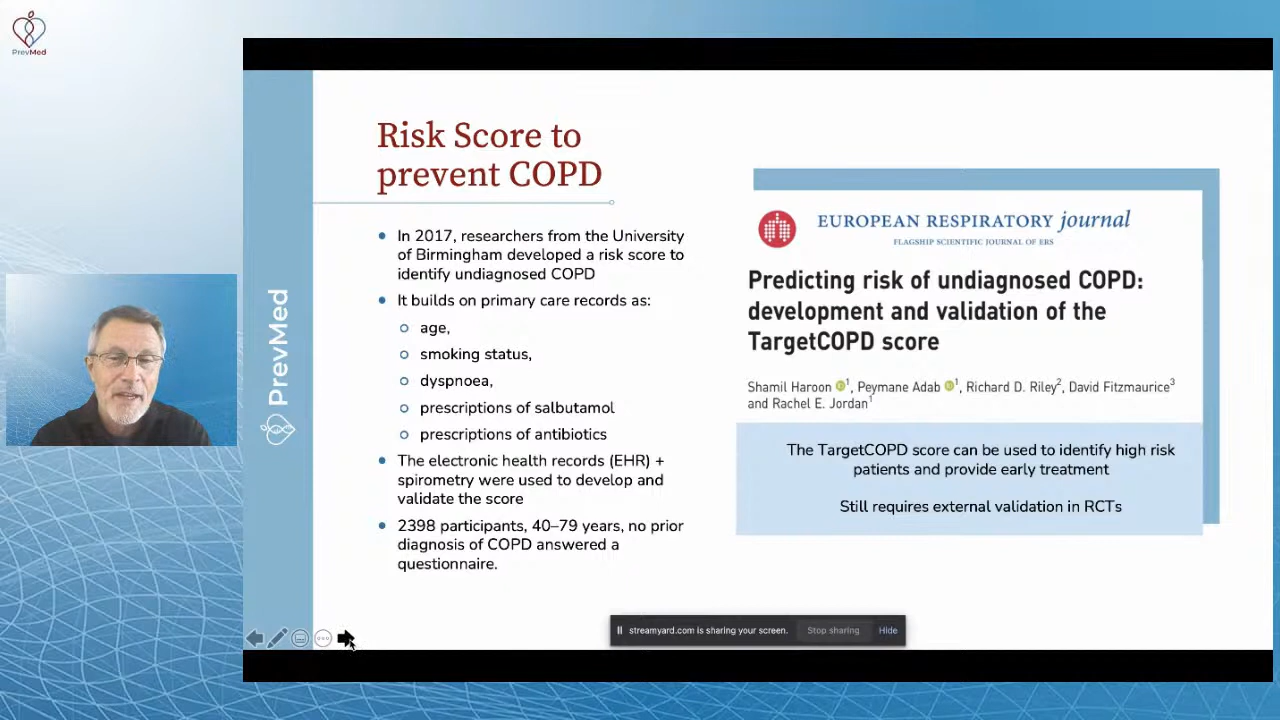 PrevMed
PrevMed
Risk Score to
prevent COPD
In 2017, researchers from the University
of Birmingham developed a risk score to
identify undiagnosed COPD
It builds on primary care records as:
age,
smoking status,
dyspnoea,
prescriptions of salbutamol
prescriptions of antibiotics
The electronic health records (EHR) +
spirometry were used to develop and
validate the score
2398 participants, 40–79 years, no prior
diagnosis of COPD answered a
questionnaire.
EUROPEAN RESPIRATORY journal
FLAGSHIP SCIENTIFIC JOURNAL OF ERS
Predicting risk of undiagnosed COPD:
development and validation of the
TargetCOPD score
Shamil Haroon iD1, Peymane Adab iD1, Richard D. Riley2, David Fitzmaurice3
and Rachel E. Jordan1
The TargetCOPD score can be used to identify high risk
patients and provide early treatment
Still requires external validation in RCTs
streamyard.com is sharing your screen. Stop sharing Hide